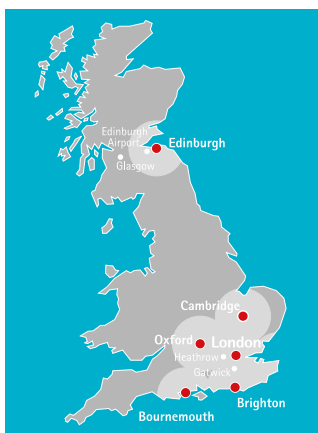 Edinburgh
Airport
Edinburgh
Glasgow
Cambridge
Oxford
London
Heathrow
Gatwick
Brighton
Bournemouth